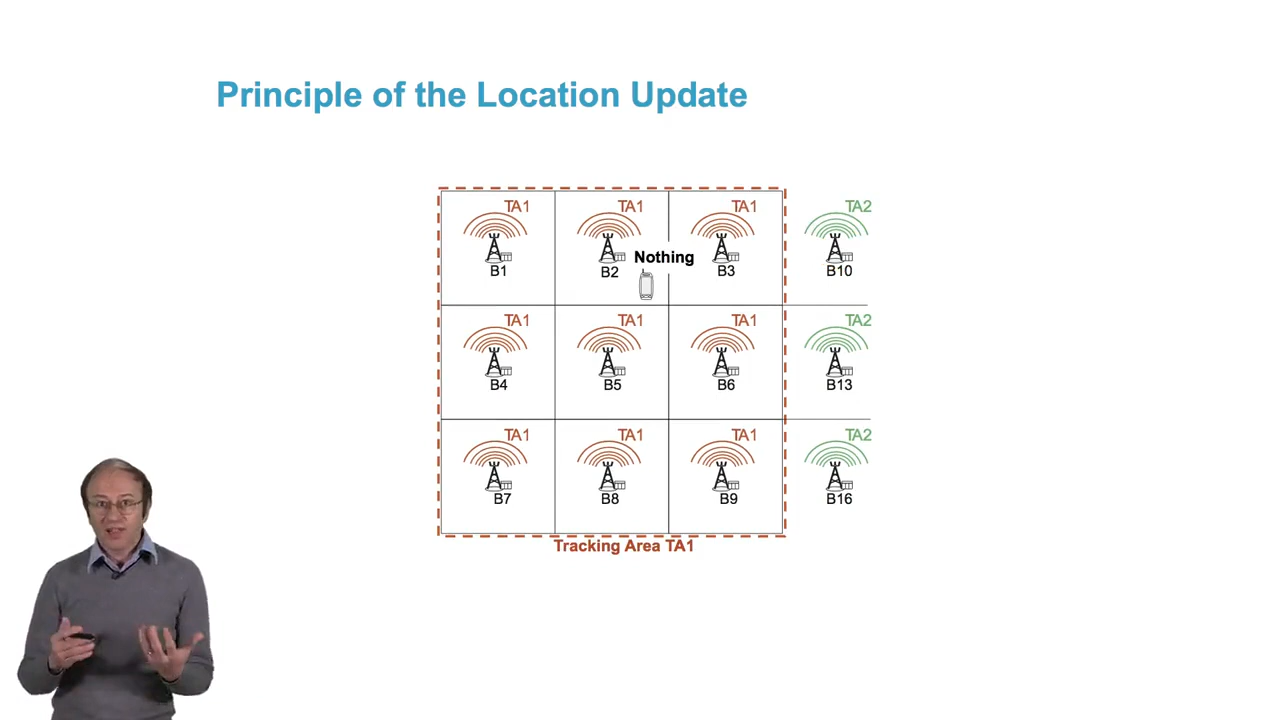 Principle of the Location Update
TA1 TA1 TA1 TA2
Nothing
B1 B2 B3 B10
TA1 TA1 TA1 TA2
B4 B5 B6 B13
TA1 TA1 TA1 TA2
B7 B8 B9 B16
Tracking Area TA1